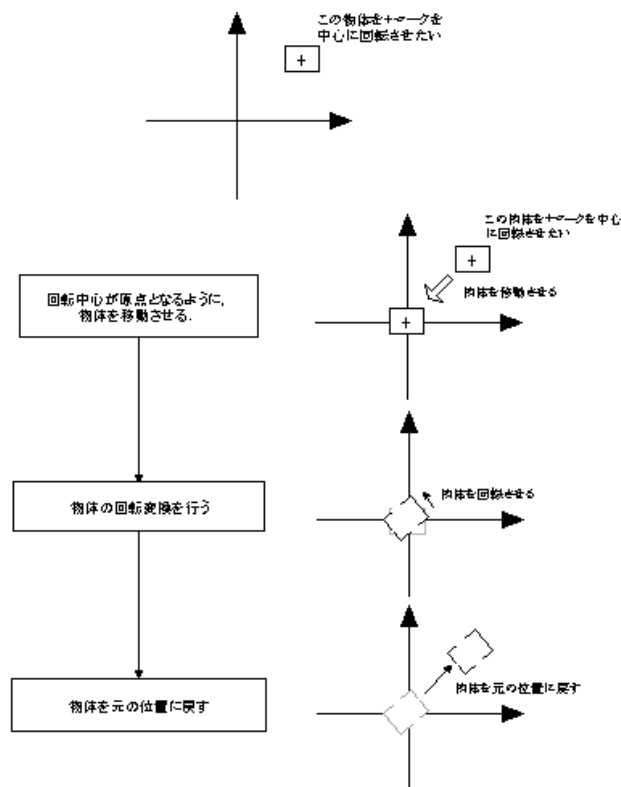 この物体を+マークを
中心に回転させたい
+
この物体を+マークを中心
に回転させたい
+
回転中心が原点となるように,
物体を移動させる.
物体を移動させる
+
物体の回転変換を行う
物体を回転させる
物体を元の位置に戻す
物体を元の位置に戻す